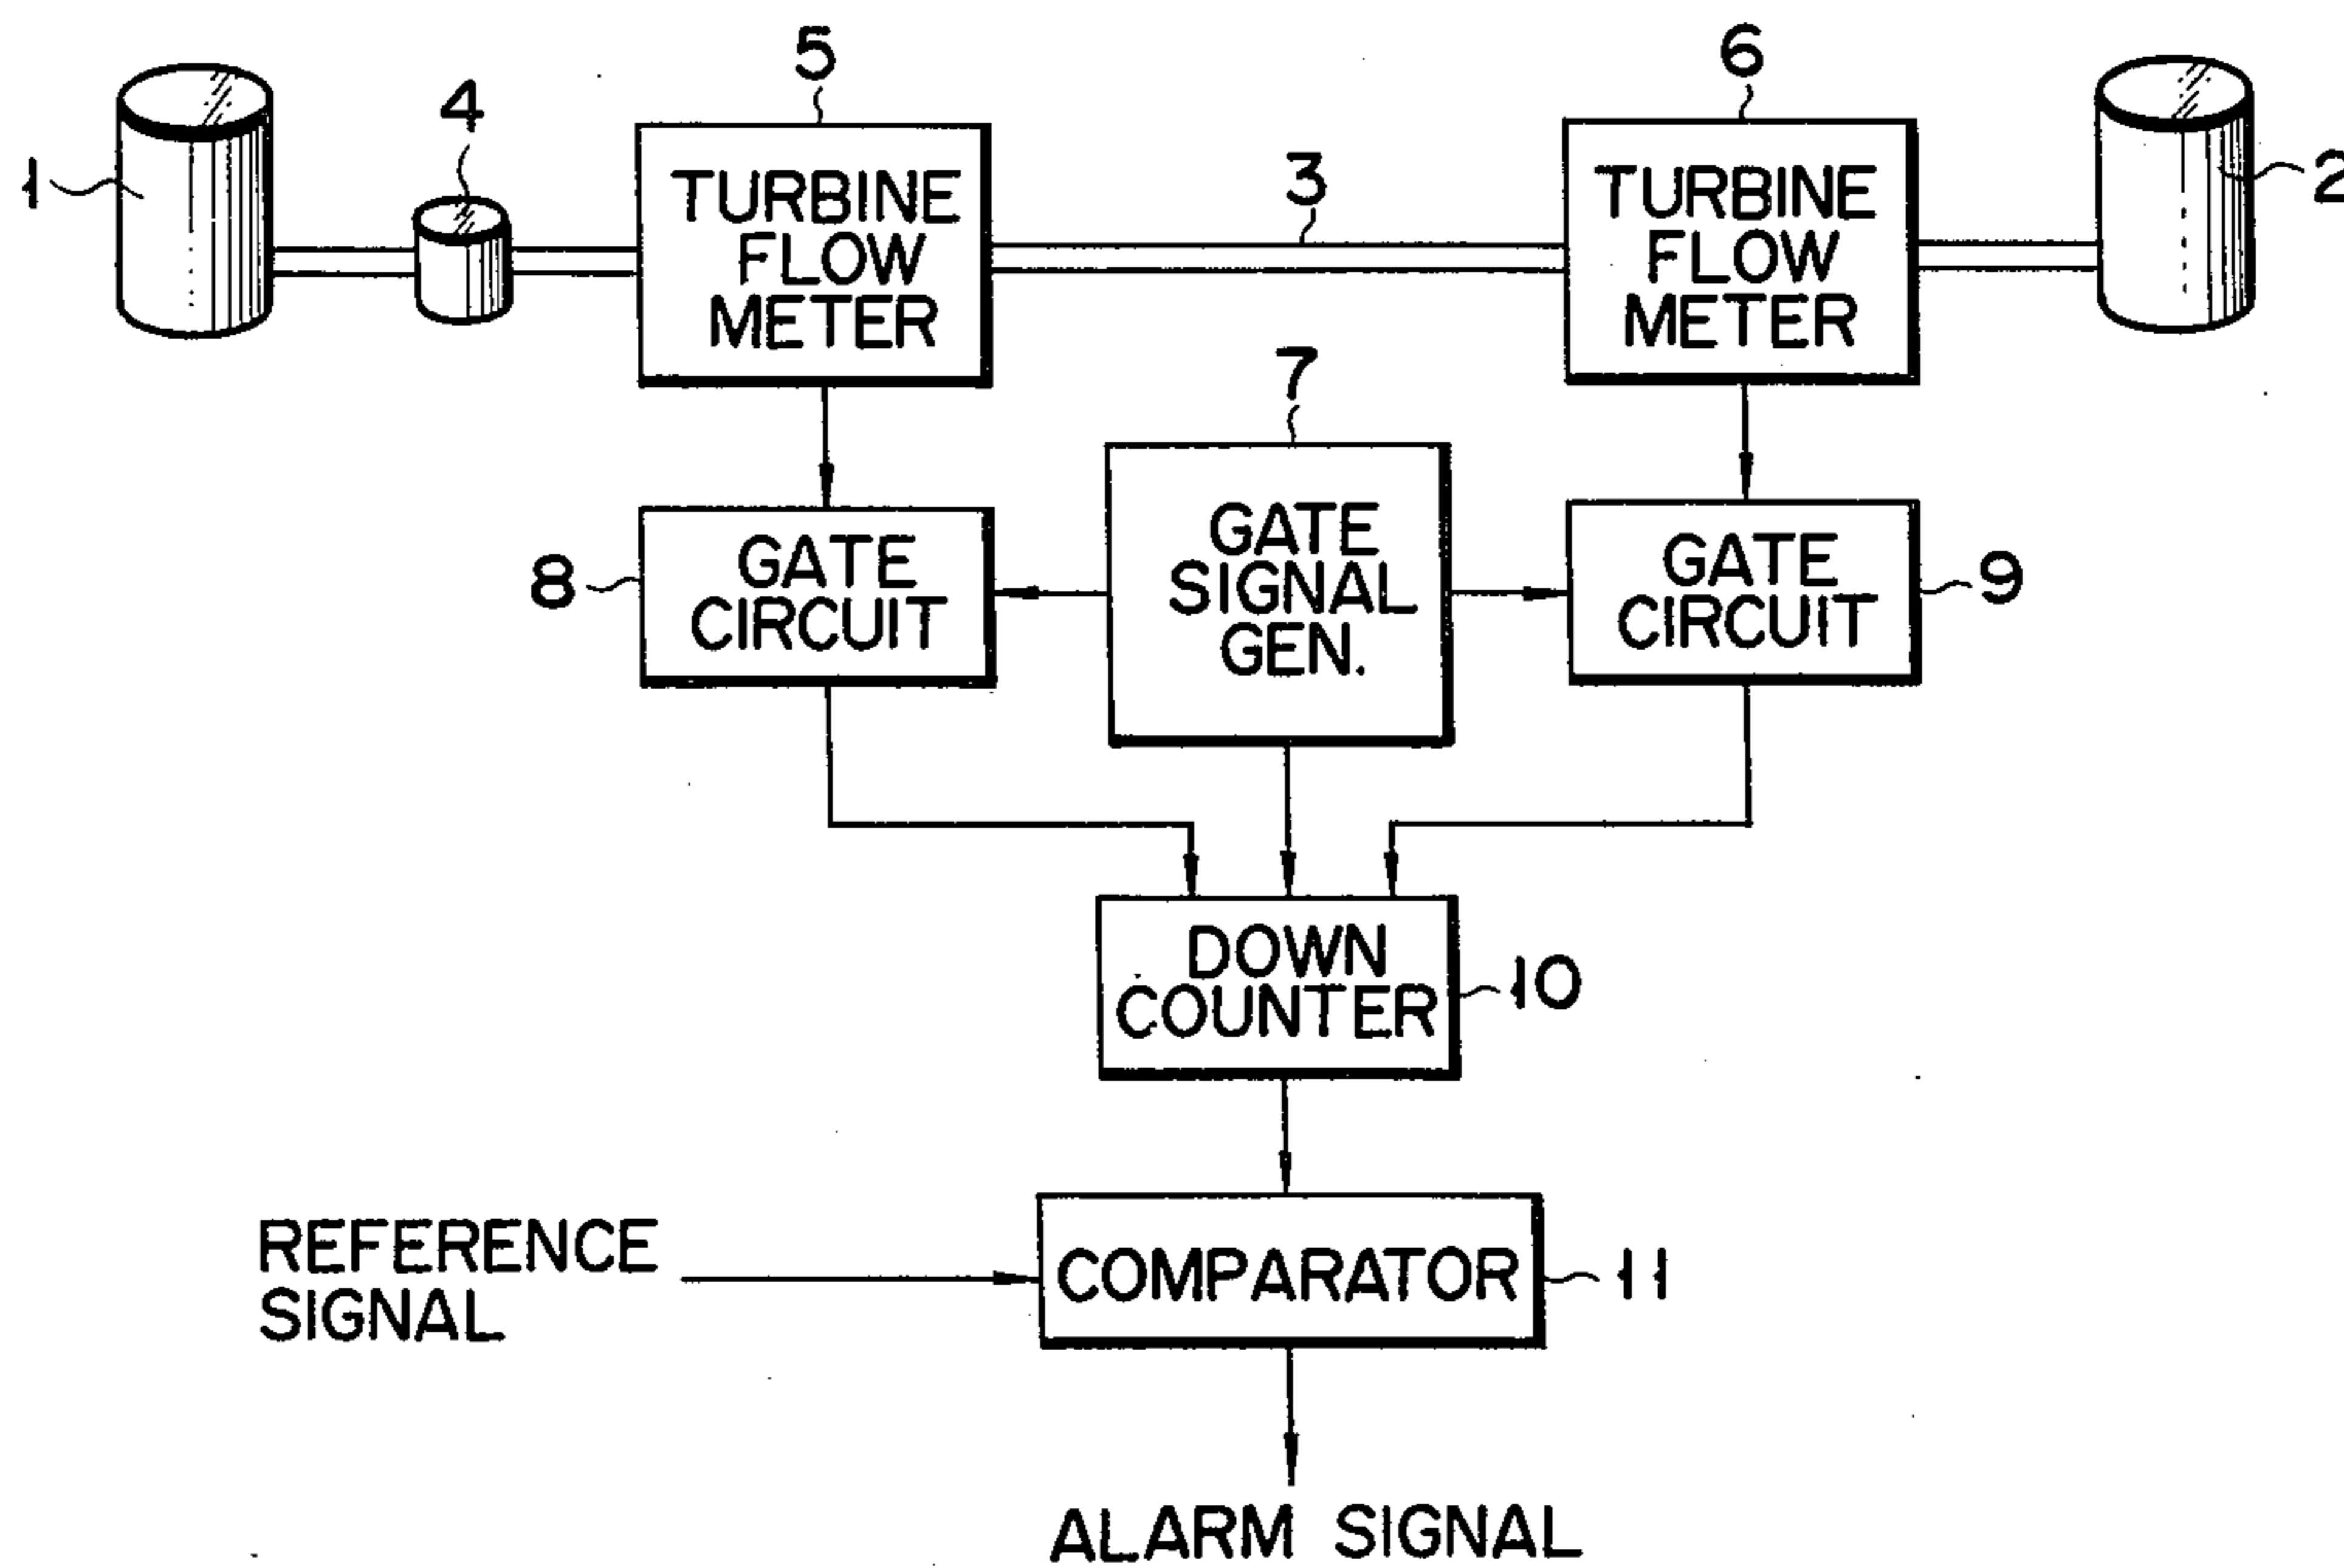 5
6
4
1
3
2
TURBINE
FLOW
METER
TURBINE
FLOW
METER
7
8
GATE
CIRCUIT
GATE
SIGNAL
GEN.
GATE
CIRCUIT
9
DOWN
COUNTER
10
REFERENCE
SIGNAL
COMPARATOR
11
ALARM SIGNAL